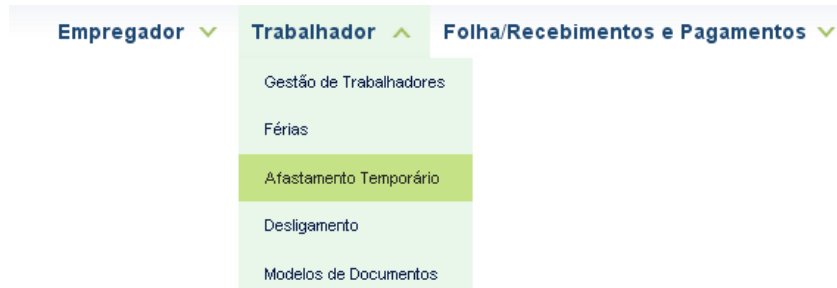 Empregador Trabalhador Folha/Recebimentos e Pagamentos
Gestão de Trabalhadores
Férias
Afastamento Temporário
Desligamento
Modelos de Documentos